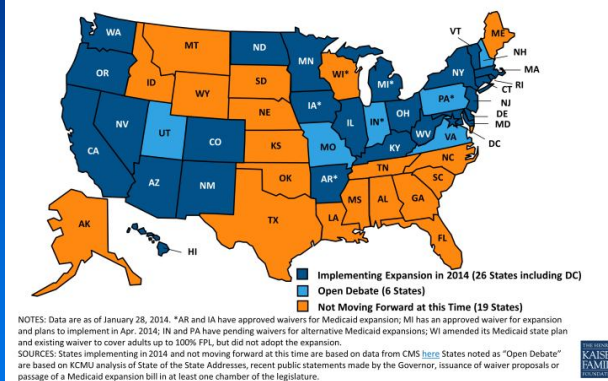 WA
OR
CA
NV
ID
MT
WY
UT
AZ
CO
NM
ND
SD
NE
KS
OK
TX
MN
IA*
MO
AR*
LA
WI*
IL
MI*
IN*
OH
KY
TN
MS
AL
GA
FL
SC
NC
VA
WV
PA*
NY
VT
ME
NH
MA
RI
CT
NJ
DE
MD
DC
AK
HI
Implementing Expansion in 2014 (26 States including DC)
Open Debate (6 States)
Not Moving Forward at this Time (19 States)
NOTES: Data are as of January 28, 2014. *AR and IA have approved waivers for Medicaid expansion; MI has an approved waiver for expansion
and plans to implement in Apr. 2014; IN and PA have pending waivers for alternative Medicaid expansions; WI amended its Medicaid state plan
and existing waiver to cover adults up to 100% FPL, but did not adopt the expansion.
SOURCES: States implementing in 2014 and not moving forward at this time are based on data from CMS here States noted as “Open Debate”
are based on KCMU analysis of State of the State Addresses, recent public statements made by the Governor, issuance of waiver proposals or
passage of a Medicaid expansion bill in at least one chamber of the legislature.
THE HENRY
KAISER
FAMILY